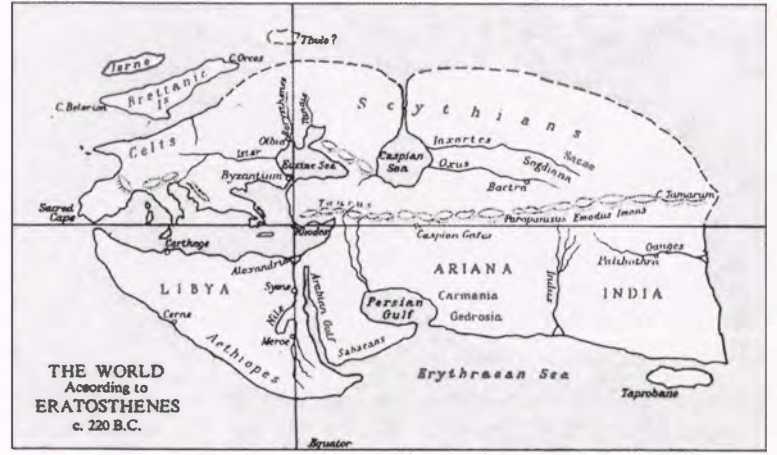 Thule?
Ierne
C. Orcas
Brettanic
Is
C. Belerion
Scythians
Borysthenes
Tanais
Celts
Olbia
Ister
Euxine Sea
Byzantium
Caspian
Sea
Iaxartes
Sacae
Sogdiana
Oxus
Bactra
Sacred
Cape
Taurus
C. Tamarum
Paropanisus Emodus Imaus
Rhodes
Caspian Gates
Carthage
Alexandria
Ganges
Palibothra
ARIANA
LIBYA
Syene
Arabian Gulf
Persian
Gulf
Carmania
Gedrosia
Indus
INDIA
Cerne
Nile
Meroe
Aethiopes
Sabaeans
THE WORLD
According to
ERATOSTHENES
c. 220 B.C.
Erythraean Sea
Taprobane
Equator